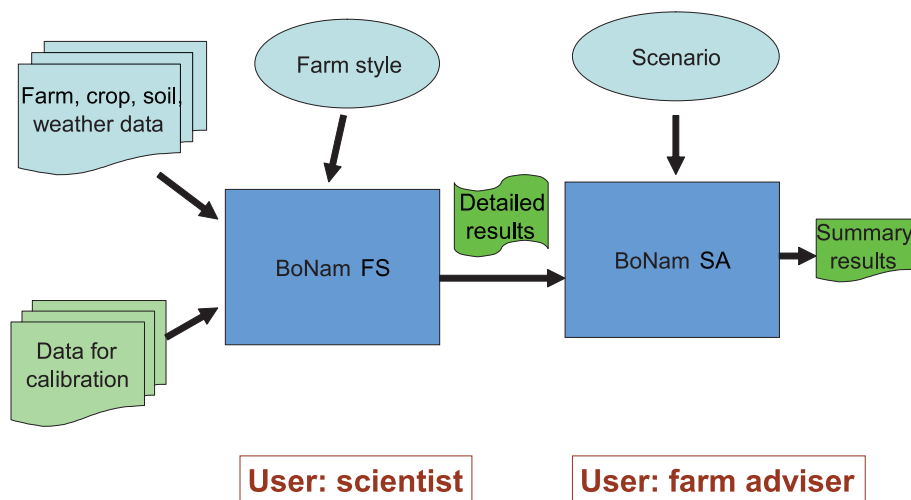 Farm style
Scenario
Farm, crop, soil,
weather data
Detailed
results
BoNam FS
BoNam SA
Summary
results
Data for
calibration
User: scientist
User: farm adviser